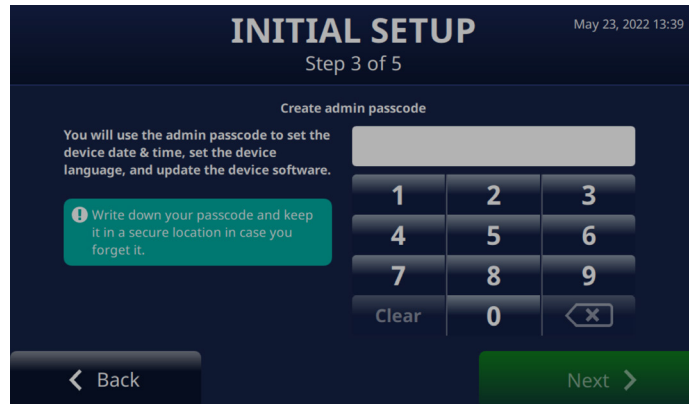 INITIAL SETUP
May 23, 2022 13:39
Step 3 of 5
Create admin passcode
You will use the admin passcode to set the
device date & time, set the device
language, and update the device software.
Write down your passcode and keep
it in a secure location in case you
forget it.
1 2 3
4 5 6
7 8 9
Clear 0
Back
Next